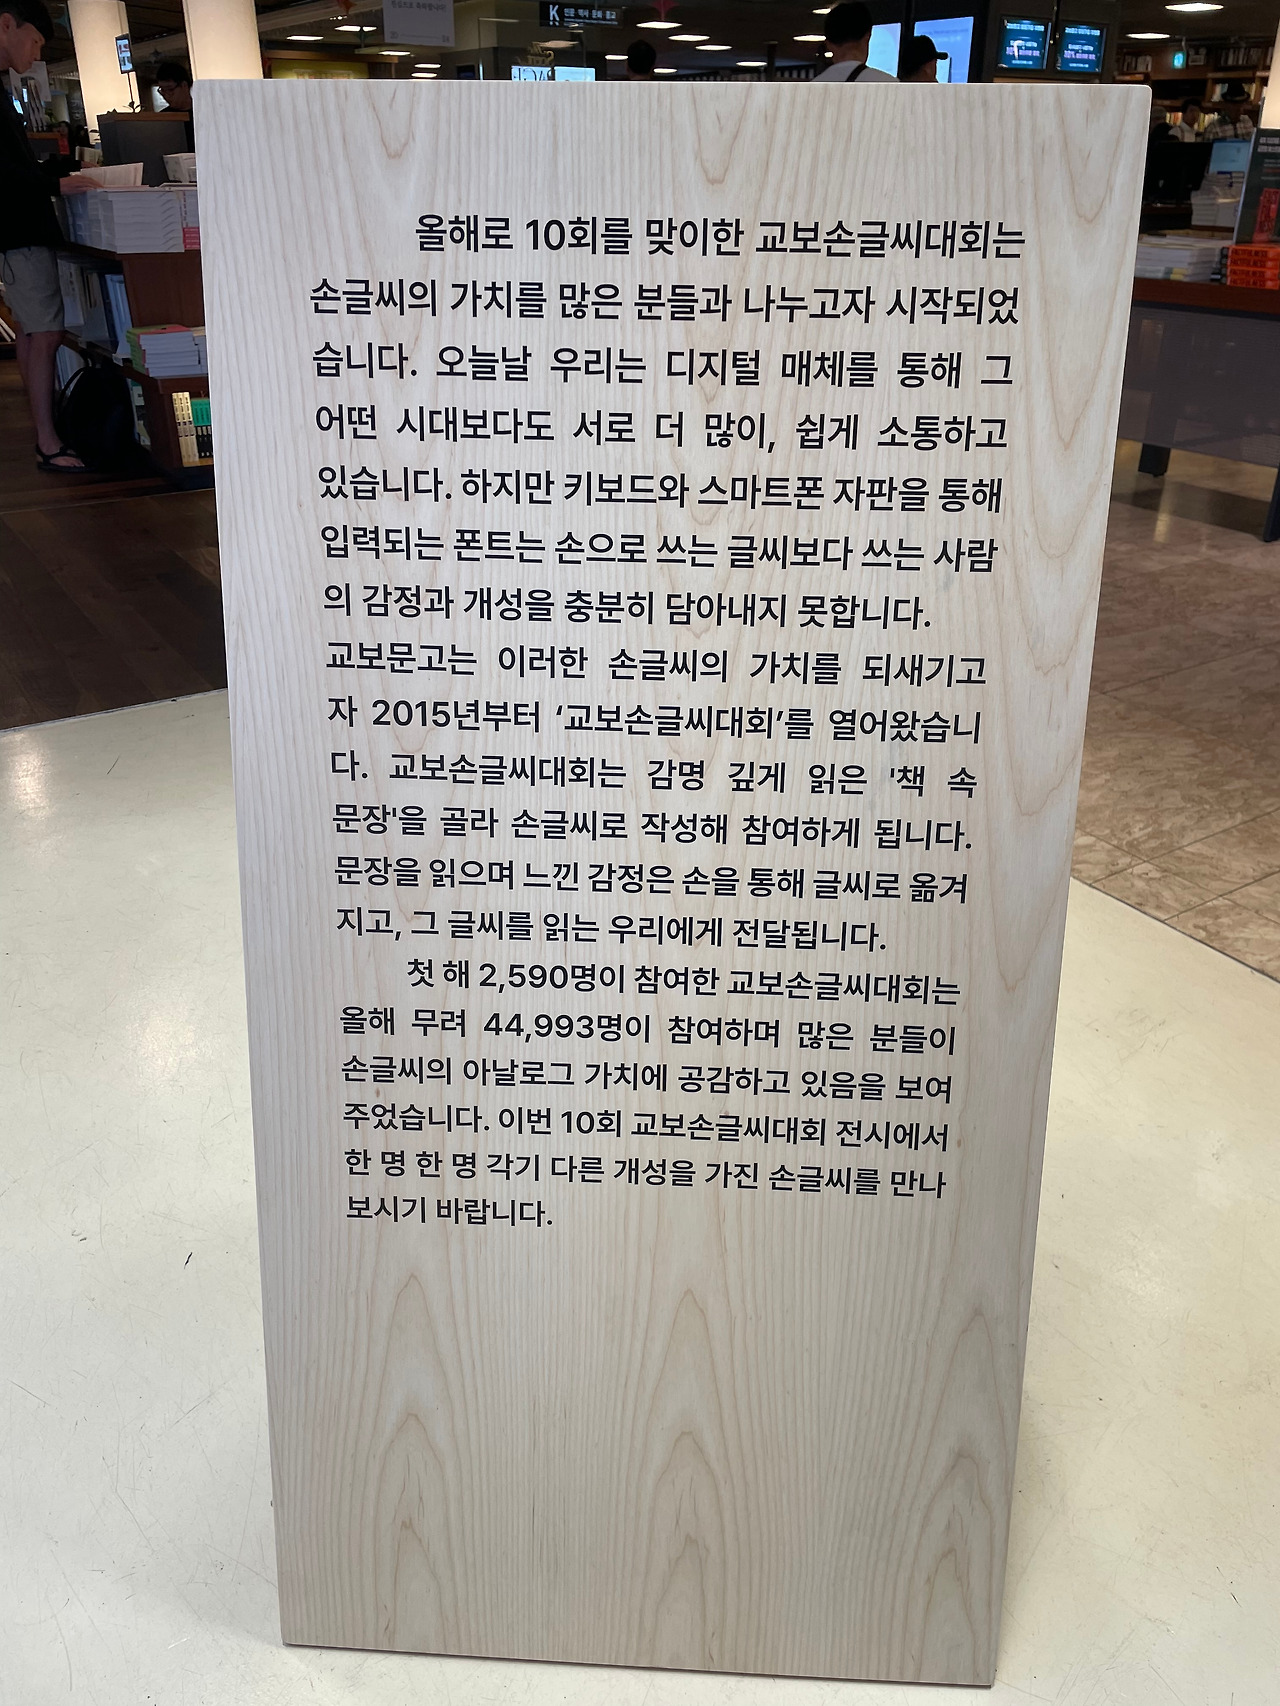 K 인문 역사 문화 종교
올해로 10회를 맞이한 교보손글씨대회는
손글씨의 가치를 많은 분들과 나누고자 시작되었
습니다. 오늘날 우리는 디지털 매체를 통해 그
어떤 시대보다도 서로 더 많이, 쉽게 소통하고
있습니다. 하지만 키보드와 스마트폰 자판을 통해
입력되는 폰트는 손으로 쓰는 글씨보다 쓰는 사람
의 감정과 개성을 충분히 담아내지 못합니다.
교보문고는 이러한 손글씨의 가치를 되새기고
자 2015년부터 ‘교보손글씨대회’를 열어왔습니
다. 교보손글씨대회는 감명 깊게 읽은 '책 속
문장'을 골라 손글씨로 작성해 참여하게 됩니다.
문장을 읽으며 느낀 감정은 손을 통해 글씨로 옮겨
지고, 그 글씨를 읽는 우리에게 전달됩니다.
첫 해 2,590명이 참여한 교보손글씨대회는
올해 무려 44,993명이 참여하며 많은 분들이
손글씨의 아날로그 가치에 공감하고 있음을 보여
주었습니다. 이번 10회 교보손글씨대회 전시에서
한 명 한 명 각기 다른 개성을 가진 손글씨를 만나
보시기 바랍니다.
FACTFULNESS